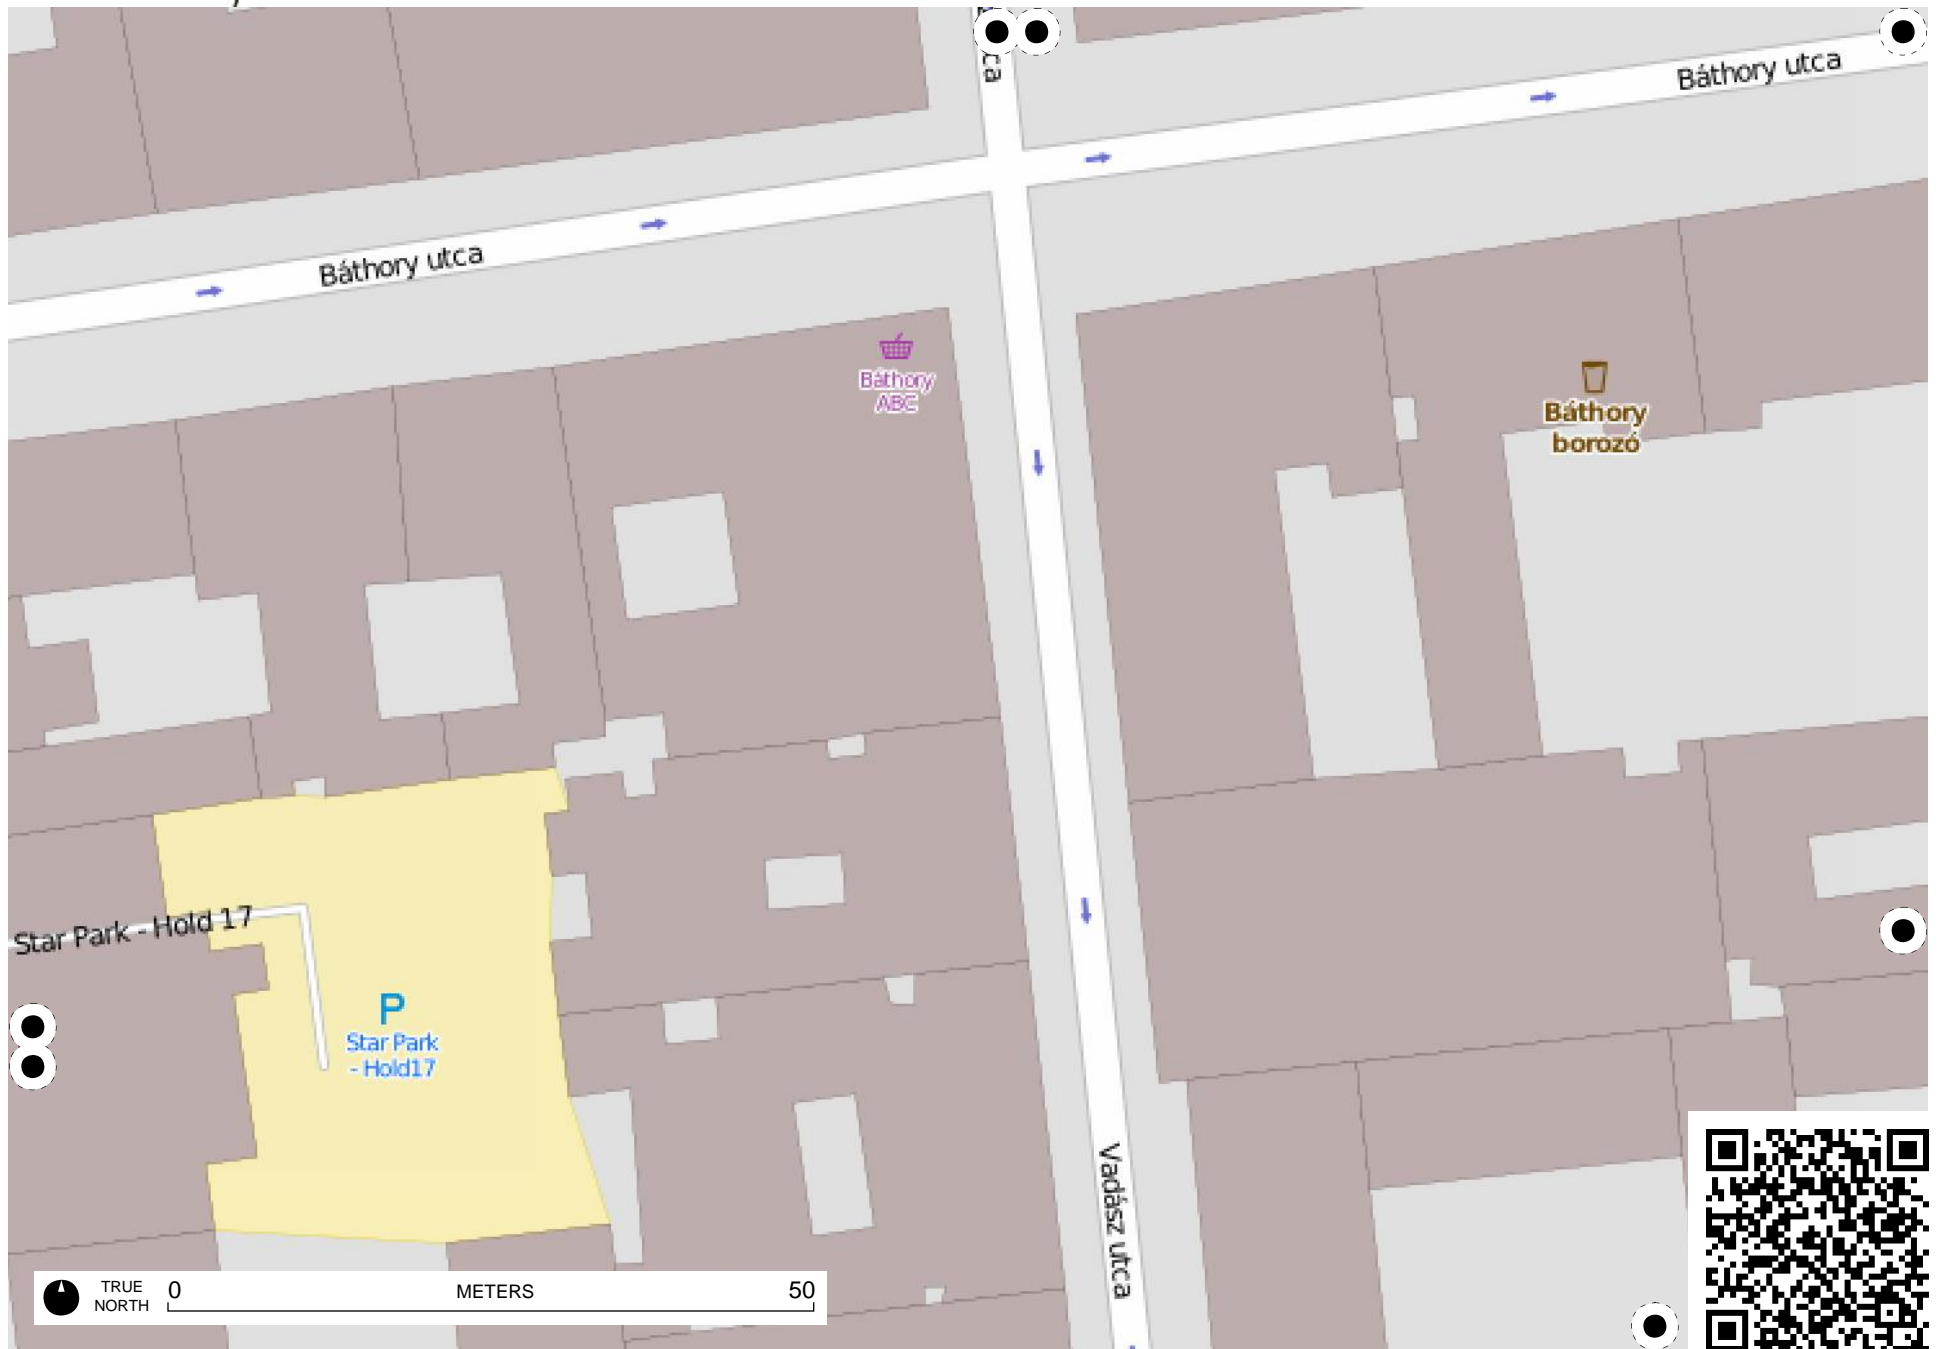 ca
Báthory utca
Báthory utca
Báthory
ABC
Báthory
borozó
Star Park - Hold 17
P
Star Park
- Hold17
Vadász utca
TRUE
NORTH
0
METERS
50